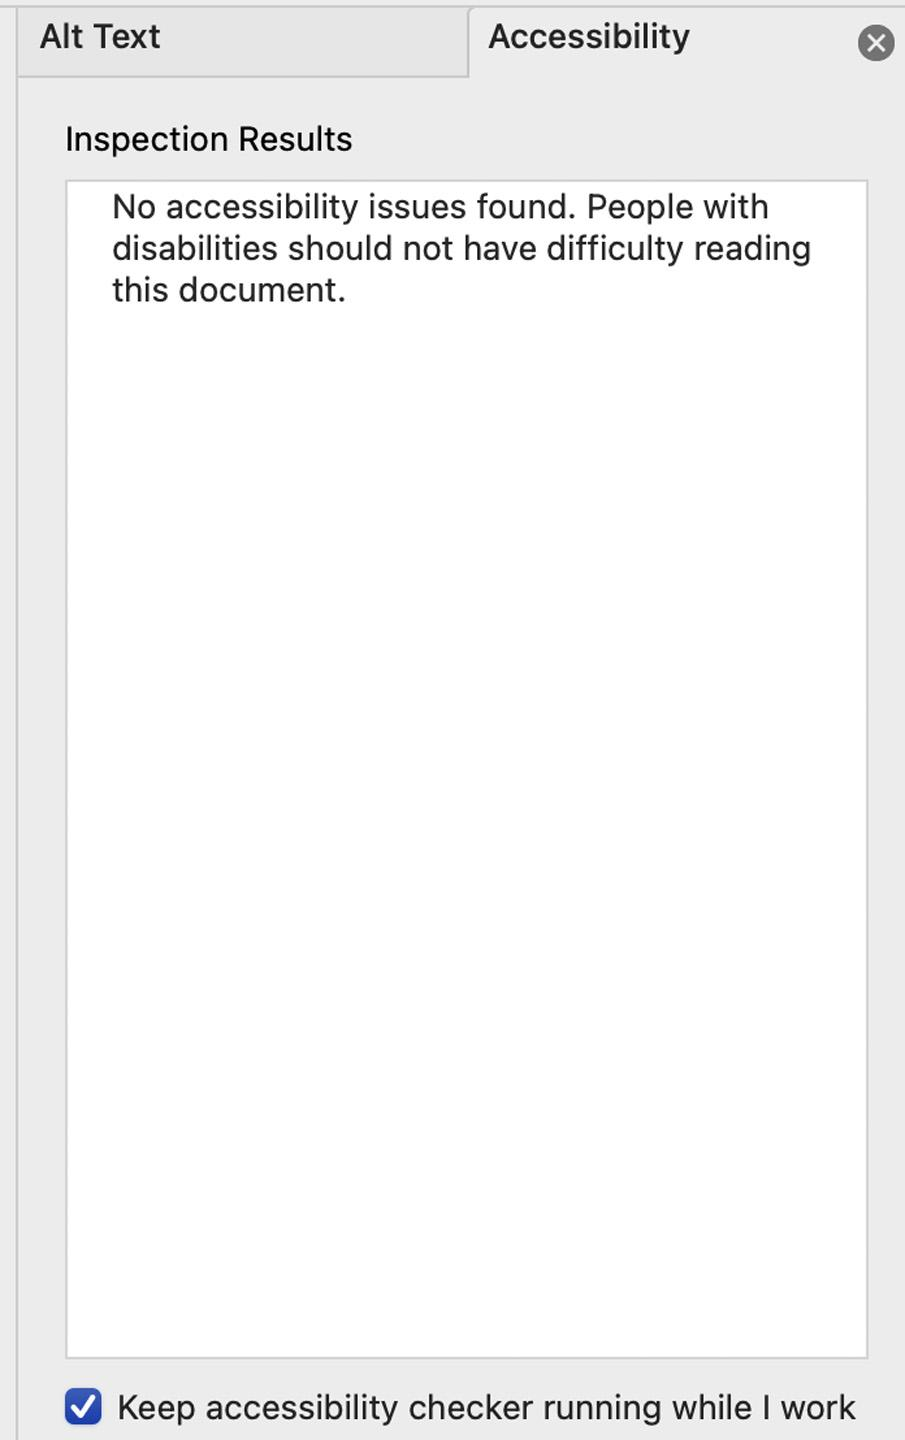 Alt Text
Accessibility
Inspection Results
No accessibility issues found. People with
disabilities should not have difficulty reading
this document.
Keep accessibility checker running while I work